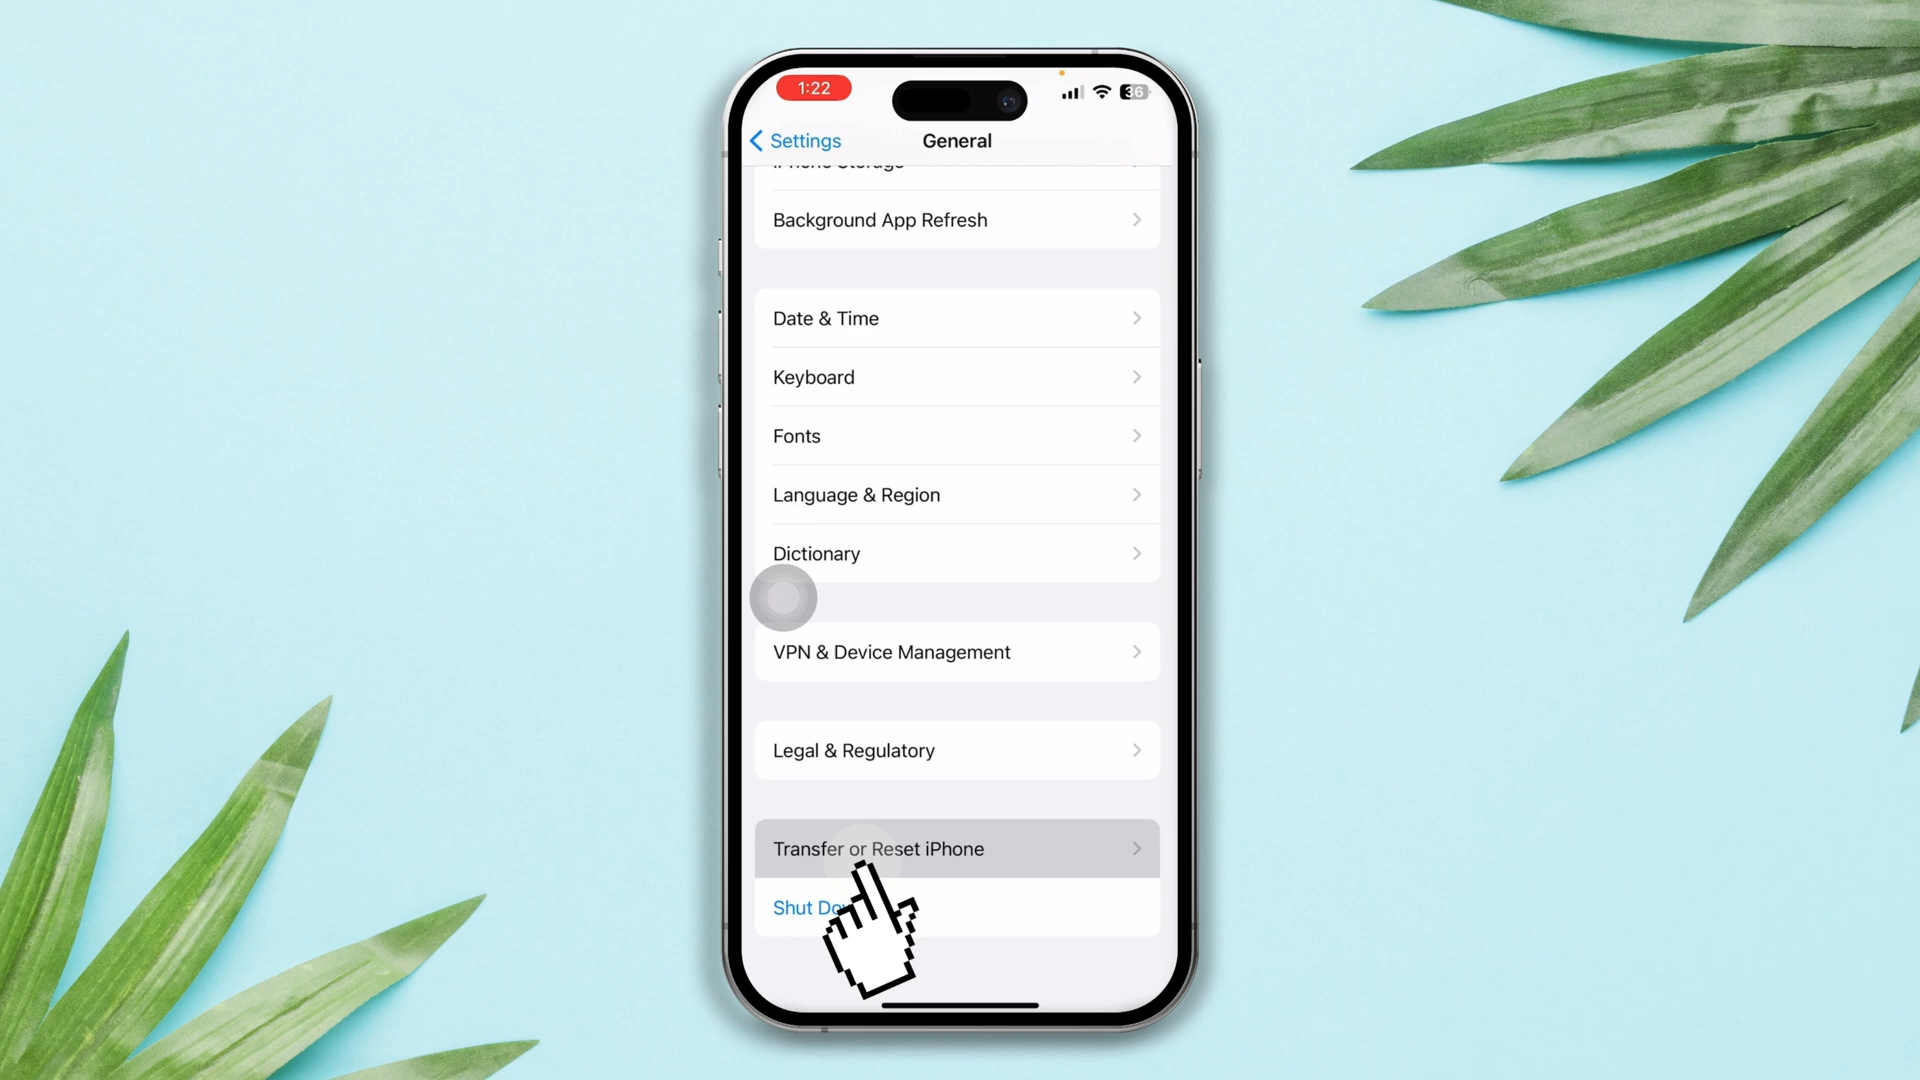 1:22
36
Settings
General
iPhone Storage
Background App Refresh
Date & Time
Keyboard
Fonts
Language & Region
Dictionary
VPN & Device Management
Legal & Regulatory
Transfer or Reset iPhone
Shut Do